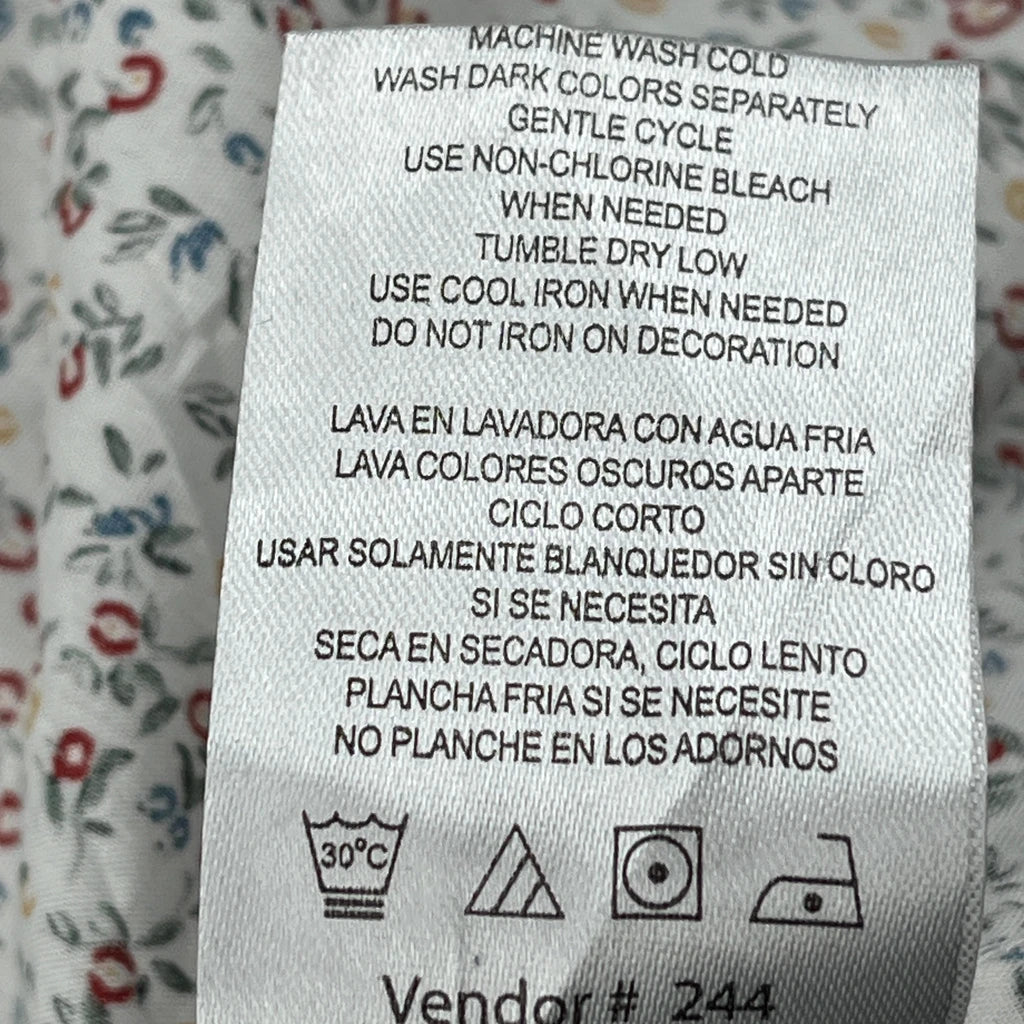 MACHINE WASH COLD
WASH DARK COLORS SEPARATELY
GENTLE CYCLE
USE NON-CHLORINE BLEACH
WHEN NEEDED
TUMBLE DRY LOW
USE COOL IRON WHEN NEEDED
DO NOT IRON ON DECORATION
LAVA EN LAVADORA CON AGUA FRIA
LAVA COLORES OSCUROS APARTE
CICLO CORTO
USAR SOLAMENTE BLANQUEDOR SIN CLORO
SI SE NECESITA
SECA EN SECADORA, CICLO LENTO
PLANCHA FRIA SI SE NECESITE
NO PLANCHE EN LOS ADORNOS
30°C
Vendor # 244